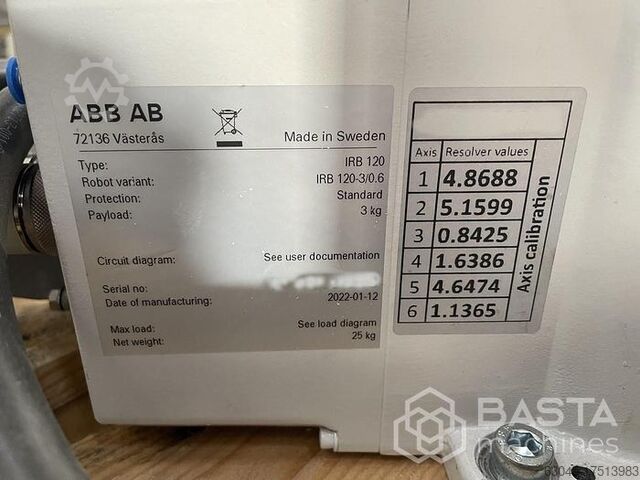 ABB AB
72136 Västerås
Made in Sweden
Type: IRB 120
Robot variant: IRB 120-3/0.6
Protection: Standard
Payload: 3 kg
Circuit diagram: See user documentation
Serial no:
Date of manufacturing: 2022-01-12
Max load: See load diagram
Net weight: 25 kg
Axis Resolver values
1 4.8688
2 5.1599
3 0.8425
4 1.6386
5 4.6474
6 1.1365
Axis calibration
BASTA
machines